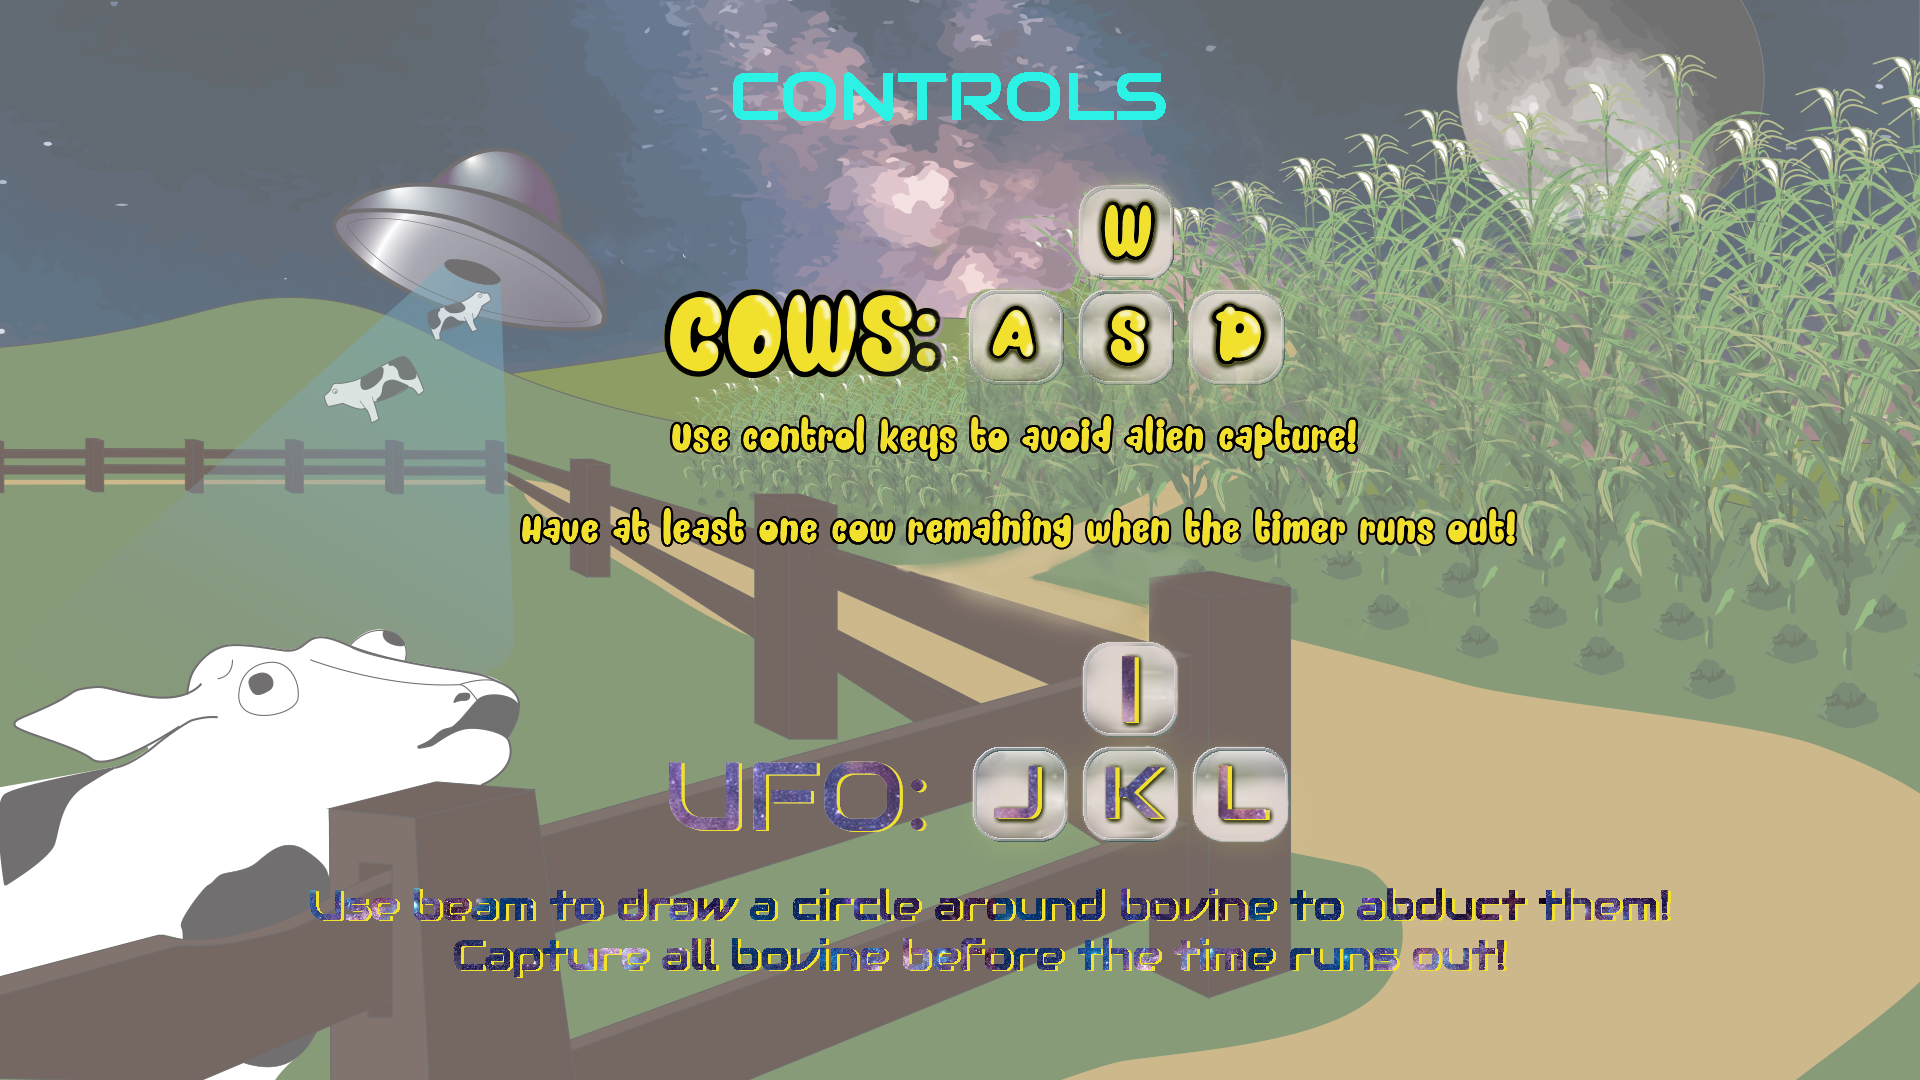 CONTROLS
W
COWS: A S D
Use control keys to avoid alien capture!
Have at least one cow remaining when the timer runs out!
I
UFO: J K L
Use beam to draw a circle around bovine to abduct them!
Capture all bovine before the time runs out!